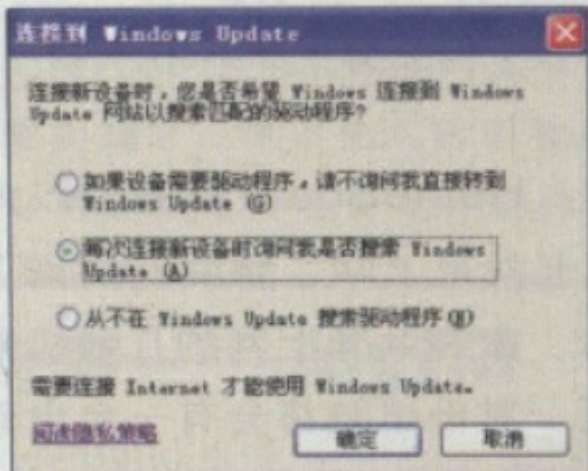 连接到 Windows Update
连接新设备时，您是否希望 Windows 连接到 Windows
Update 网站以搜索匹配的驱动程序?
如果设备需要驱动程序，请不询问我直接转到
Windows Update (G)
每次连接新设备时询问我是否搜索 Windows
Update (A)
从不在 Windows Update 搜索驱动程序(N)
需要连接 Internet 才能使用 Windows Update。
阅读隐私策略
确定
取消